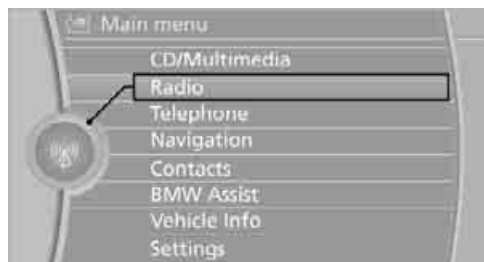 Main menu
CD/Multimedia
Radio
Telephone
Navigation
Contacts
BMW Assist
Vehicle Info
Settings